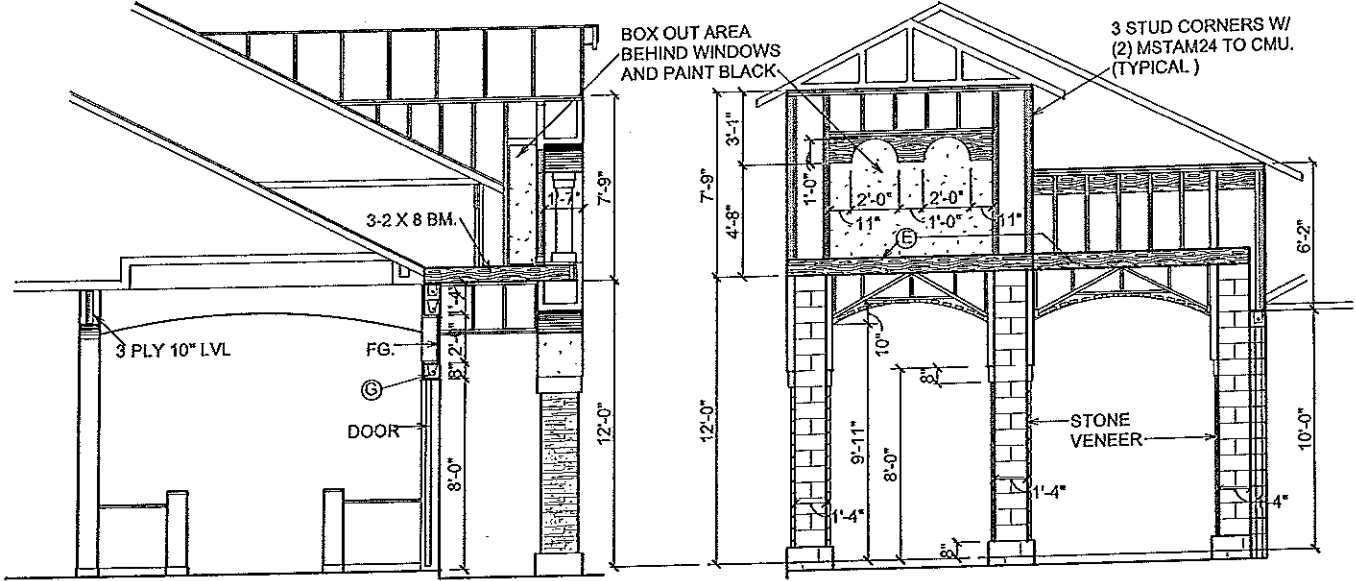 BOX OUT AREA
BEHIND WINDOWS
AND PAINT BLACK
3 STUD CORNERS W/
(2) MSTAM24 TO CMU.
(TYPICAL )
3-2 X 8 BM.
1'-7"
7'-9"
3 PLY 10" LVL
FG.
G
DOOR
1'-4"
2'-0"
8"
8'-0"
12'-0"
7'-9"
3'-1"
4'-8"
1'-0"
2'-0"
2'-0"
11"
1'-0"
11"
E
6'-2"
10"
8"
12'-0"
9'-11"
8'-0"
STONE
VENEER
10'-0"
1'-4"
1'-4"
8"